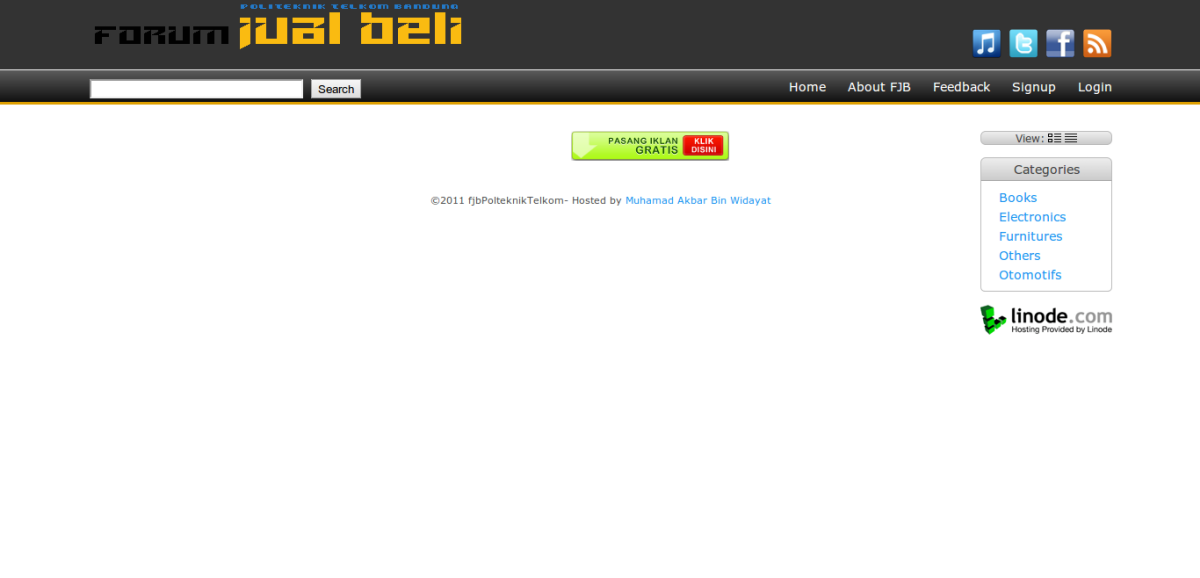 POLITEKNIK TELKOM BANDUNG
FORUM jual beli
Search
Home About FJB Feedback Signup Login
PASANG IKLAN GRATIS KLIK DISINI
View:
Categories
Books
Electronics
Furnitures
Others
Otomotifs
linode.com
Hosting Provided by Linode
©2011 fjbPolteknikTelkom- Hosted by Muhamad Akbar Bin Widayat